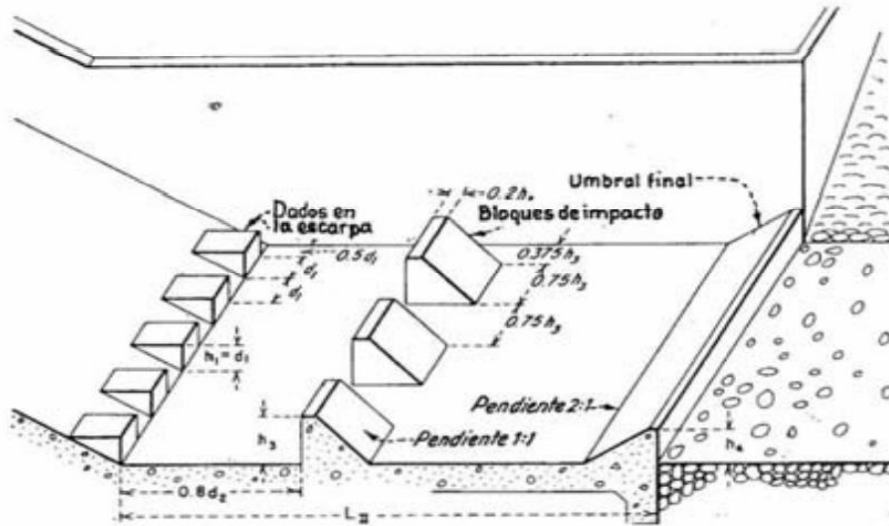 =0.2h.
Umbral final
Dados en
la escarpa
Bloques de impacto
0.5d₁
d₁
d₁
0.375h₃
0.75h₃
0.75h₃
h₁=d₁
Pendiente 2:1
Pendiente 1:1
h₃
h₄
0.8d₂
L